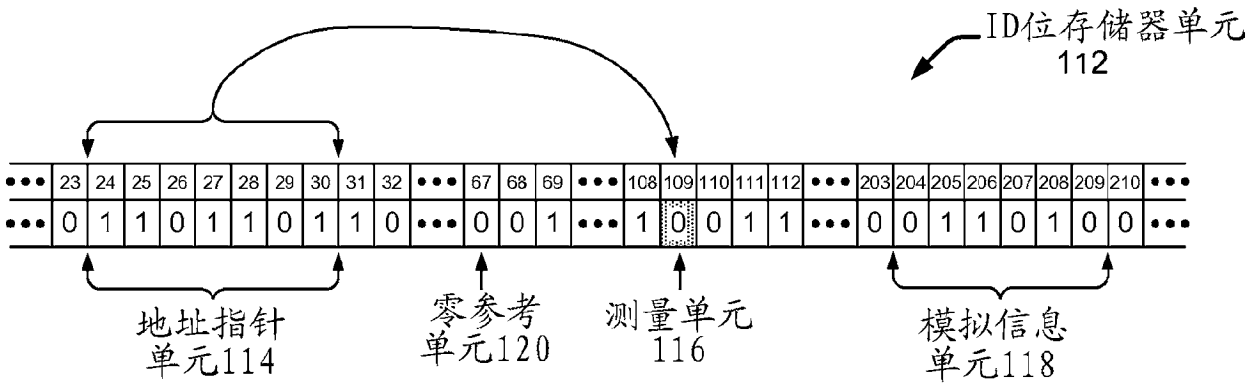 ID位存储器单元
112
••• 23 24 25 26 27 28 29 30 31 32 ••• 67 68 69 ••• 108 109 110 111 112 ••• 203 204 205 206 207 208 209 210 •••
••• 0 1 1 0 1 1 0 1 1 0 ••• 0 0 1 ••• 1 0 0 1 1 ••• 0 0 1 1 0 1 0 0 •••
地址指针
单元114
零参考
单元120
测量单元
116
模拟信息
单元118